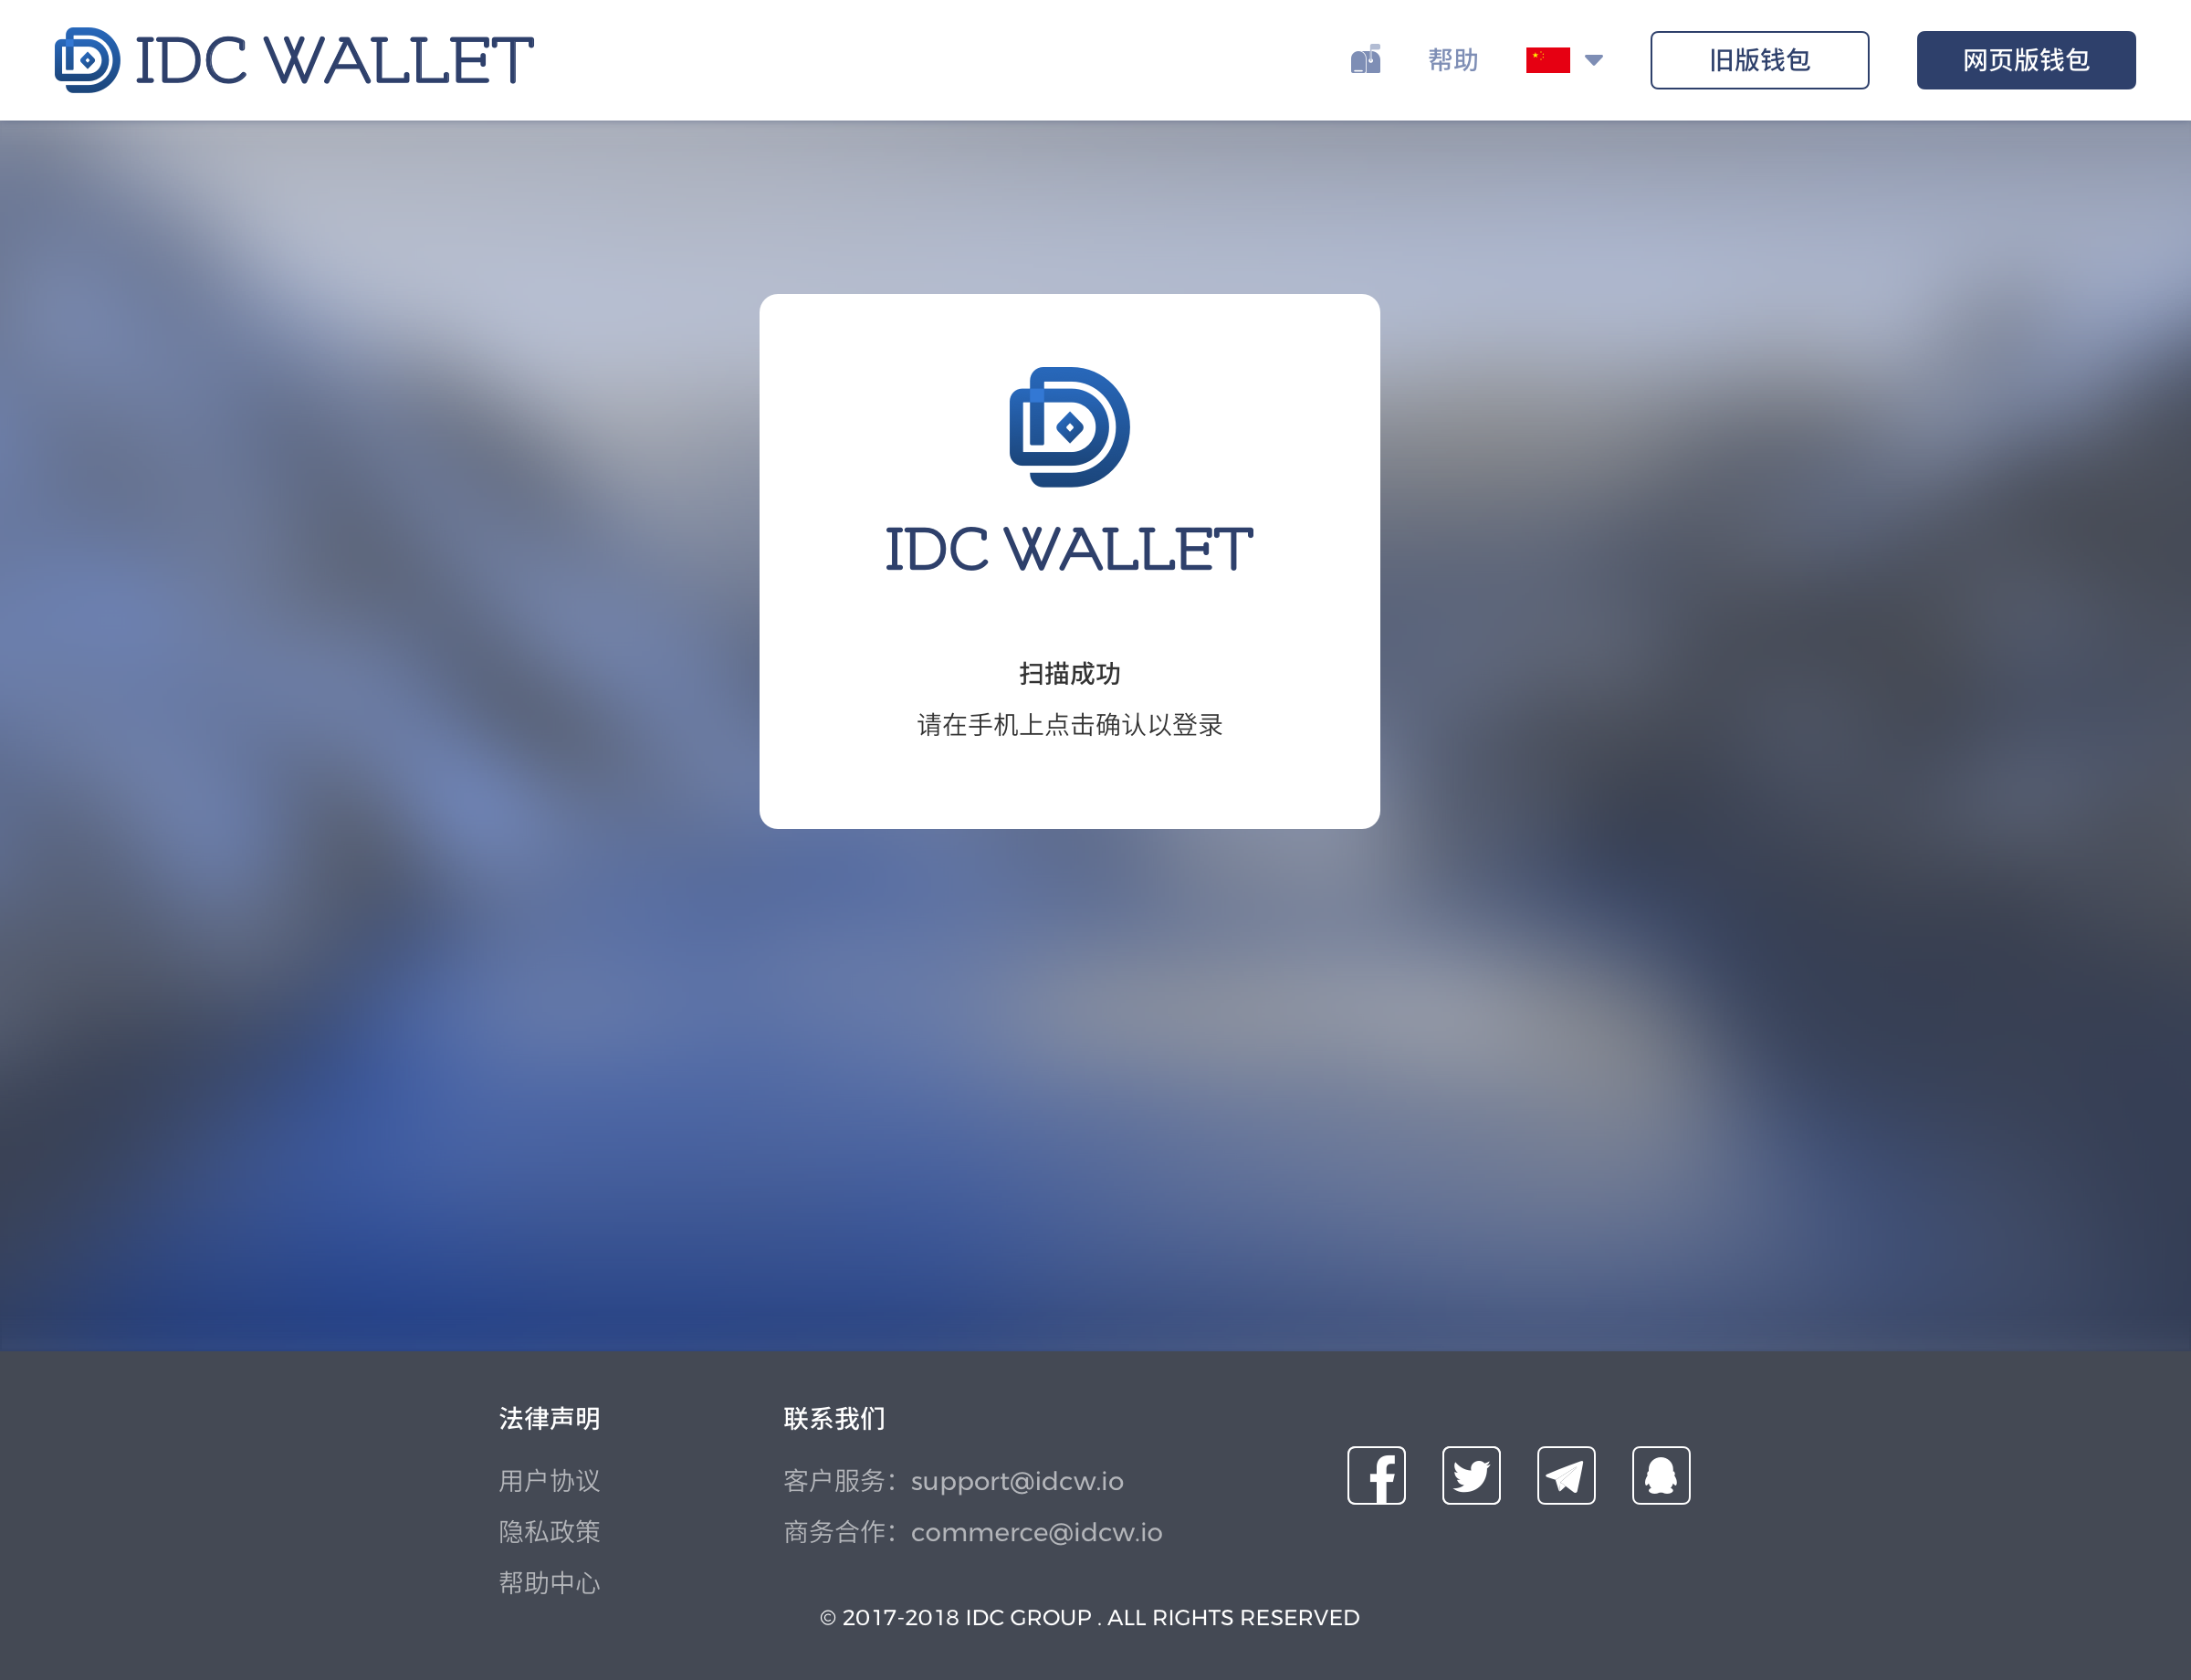 IDC WALLET
帮助
旧版钱包
网页版钱包
IDC WALLET
扫描成功
请在手机上点击确认以登录
法律声明
用户协议
隐私政策
帮助中心
联系我们
客户服务：support@idcw.io
商务合作：commerce@idcw.io
© 2017-2018 IDC GROUP . ALL RIGHTS RESERVED